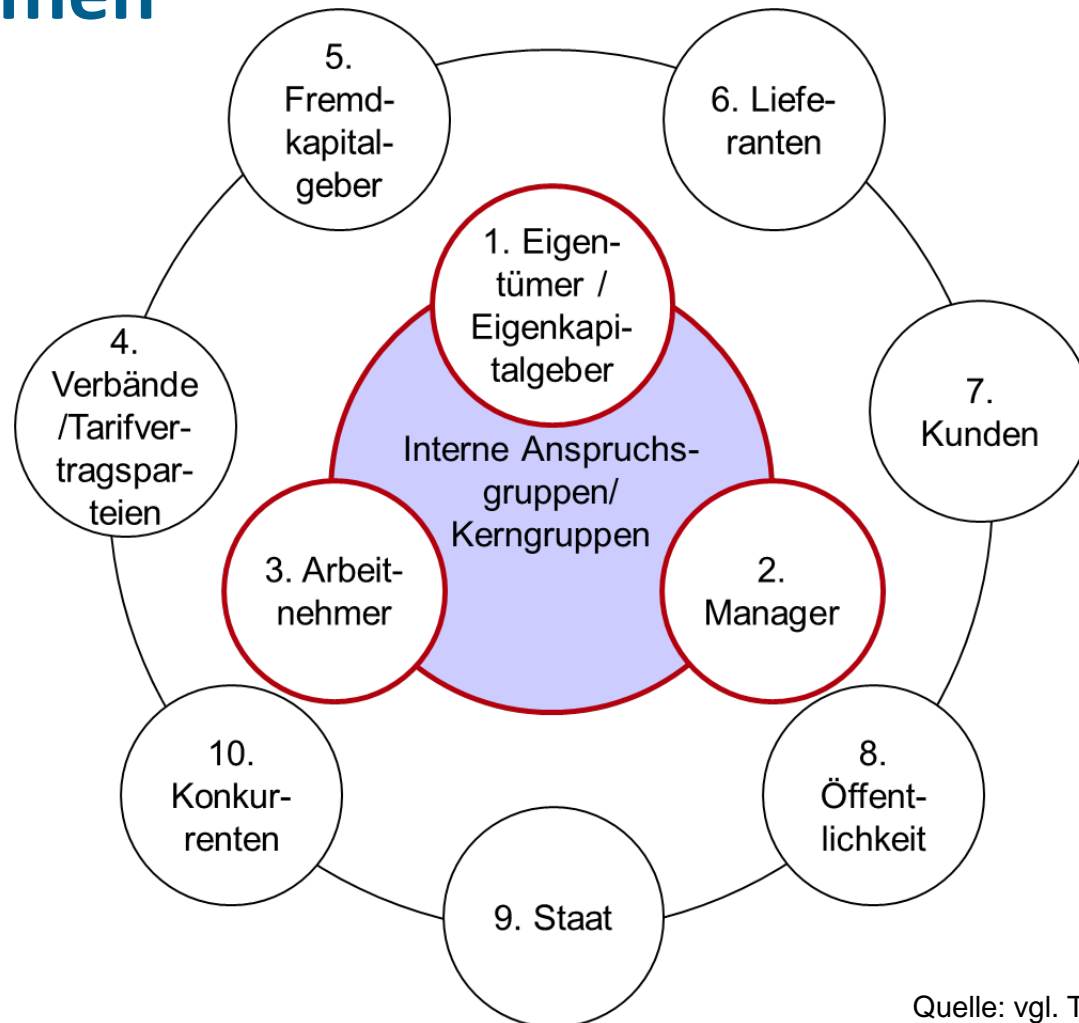 5.
Fremd-
kapital-
geber
6. Liefe-
ranten
1. Eigen-
tümer /
Eigenkapi-
talgeber
4.
Verbände
/Tarifver-
tragspar-
teien
7.
Kunden
Interne Anspruchs-
gruppen/
Kerngruppen
3. Arbeit-
nehmer
2.
Manager
10.
Konkur-
renten
8.
Öffent-
lichkeit
9. Staat
Quelle: vgl. T